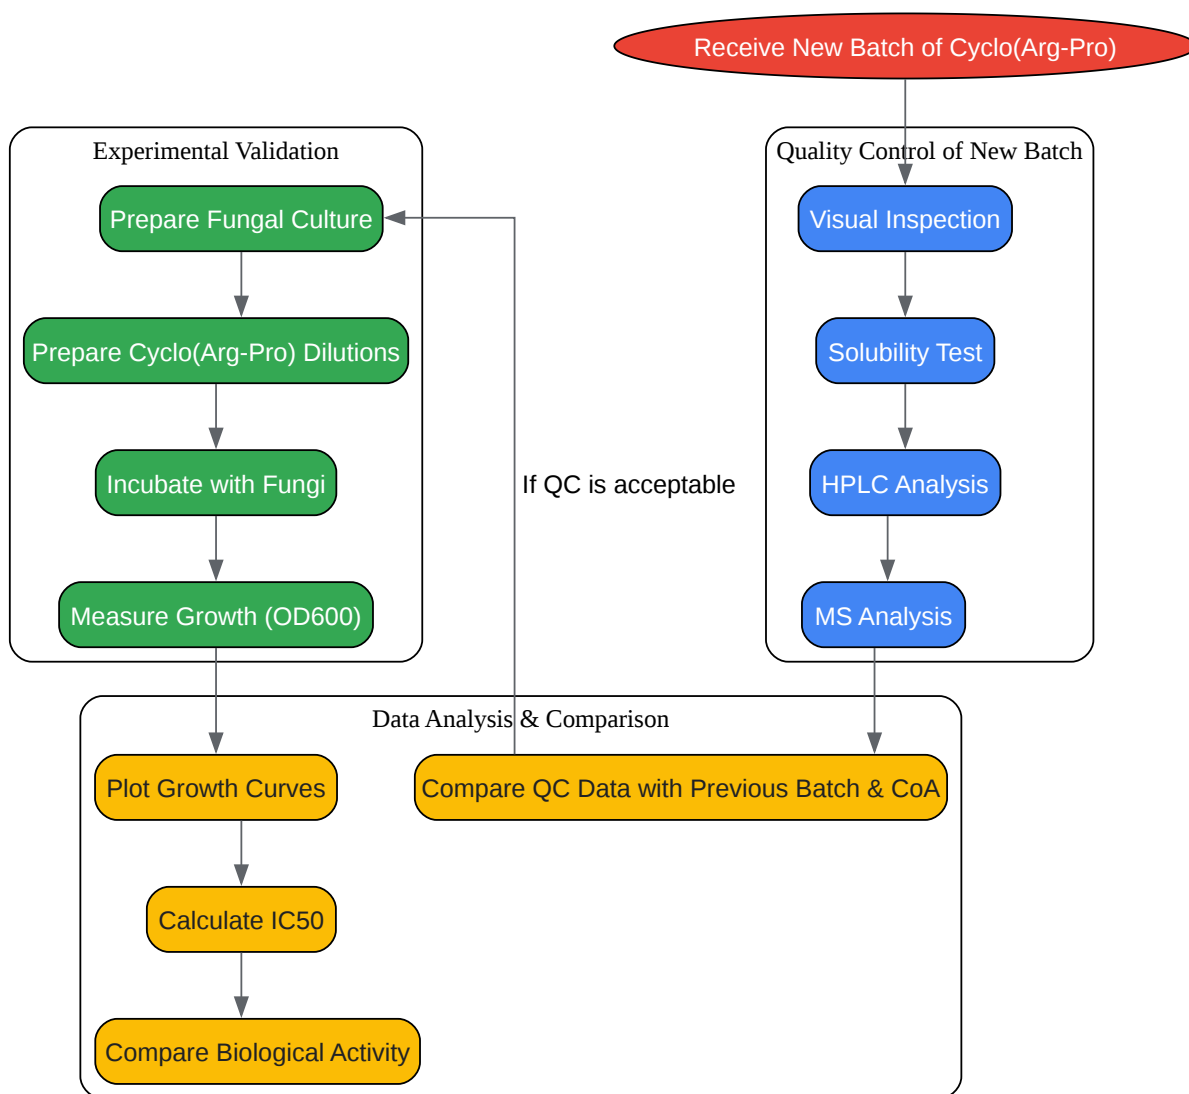 Receive New Batch of Cyclo(Arg-Pro)
Experimental Validation
Quality Control of New Batch
Prepare Fungal Culture
Visual Inspection
Prepare Cyclo(Arg-Pro) Dilutions
Solubility Test
Incubate with Fungi
If QC is acceptable
HPLC Analysis
Measure Growth (OD600)
MS Analysis
Data Analysis & Comparison
Plot Growth Curves
Compare QC Data with Previous Batch & CoA
Calculate IC50
Compare Biological Activity